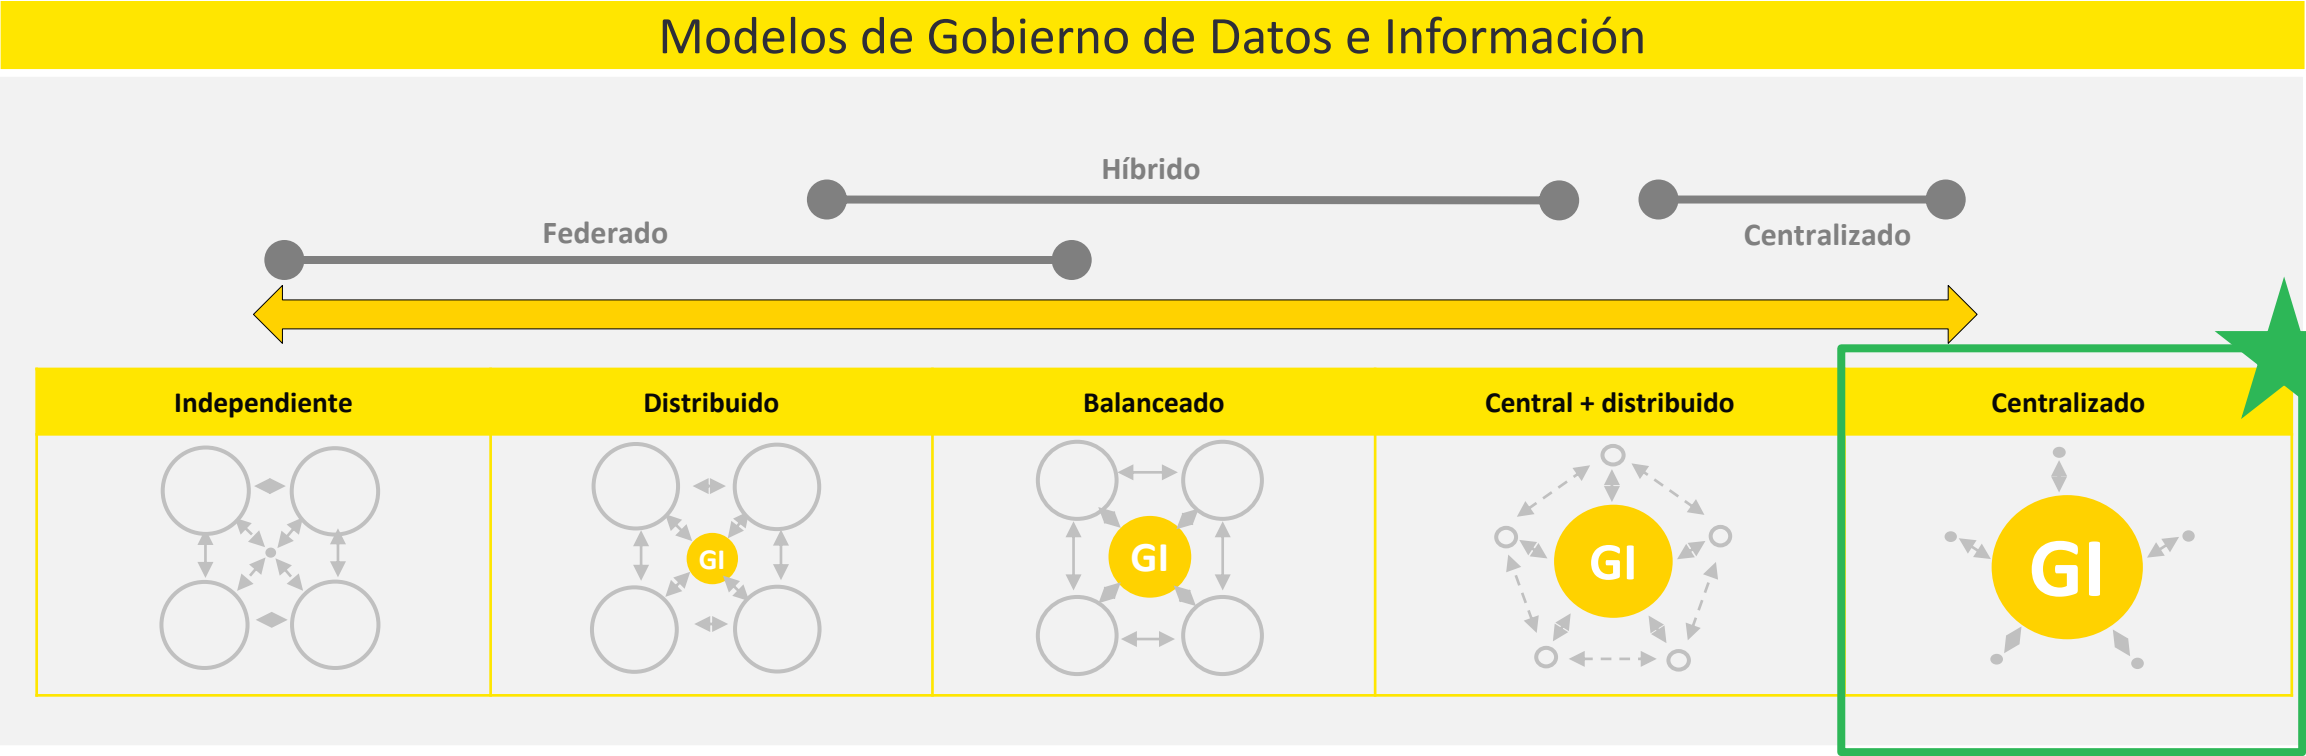 Modelos de Gobierno de Datos e Información
Híbrido
Federado
Centralizado
Independiente
Distribuido
Balanceado
Central + distribuido
Centralizado
GI
GI
GI
GI